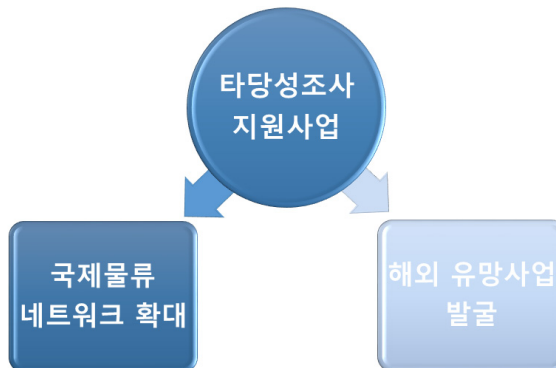 타당성조사
지원사업
국제물류
네트워크 확대
해외 유망사업
발굴